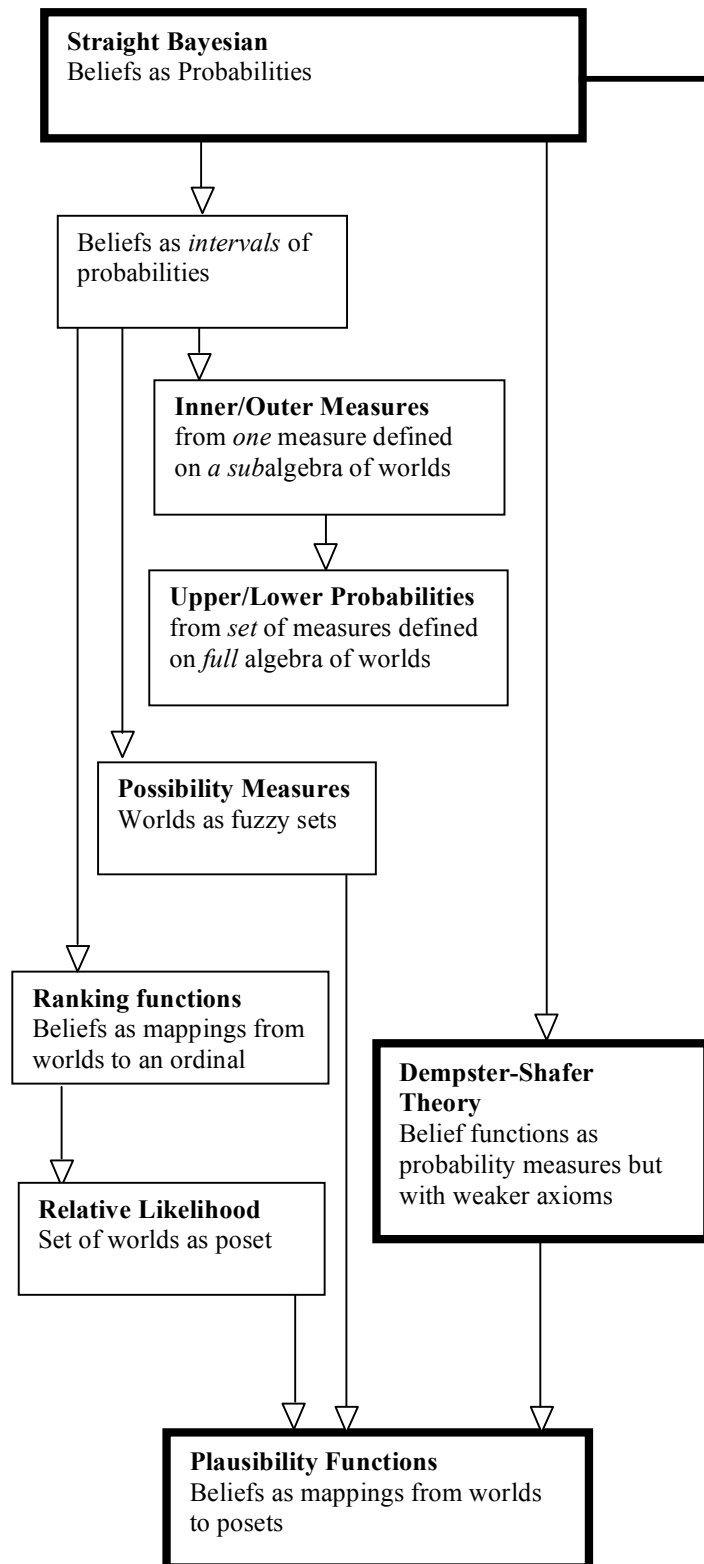 Straight Bayesian
Beliefs as Probabilities
Beliefs as intervals of
probabilities
Inner/Outer Measures
from one measure defined
on a subalgebra of worlds
Upper/Lower Probabilities
from set of measures defined
on full algebra of worlds
Possibility Measures
Worlds as fuzzy sets
Ranking functions
Beliefs as mappings from
worlds to an ordinal
Dempster-Shafer
Theory
Belief functions as
probability measures but
with weaker axioms
Relative Likelihood
Set of worlds as poset
Plausibility Functions
Beliefs as mappings from worlds
to posets